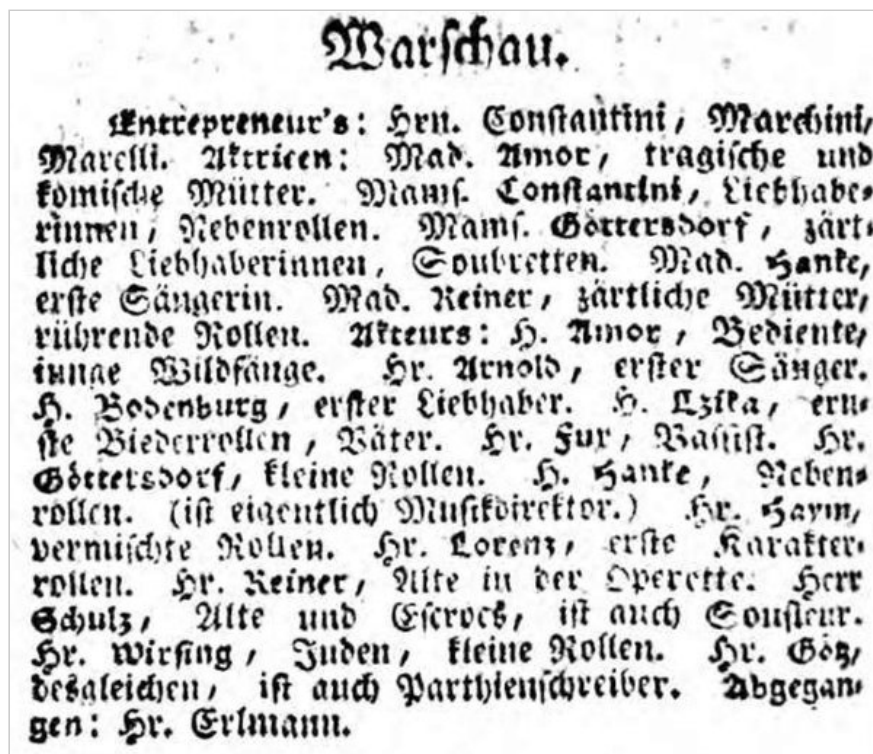 Warschau.
Entrepreneur's: Hrn. Constantini, Marchini,
Marelli. Aktricen: Mad. Amor, tragische und
komische Mütter. Mams. Constantini, Liebhabe-
rinnen, Nebenrollen. Mams. Göttersdorf, zärt-
liche Liebhaberinnen, Soubretten. Mad. Hanke,
erste Sängerin. Mad. Reiner, zärtliche Mütter,
rührende Rollen. Akteurs: H. Amor, Bediente,
iunge Wildfänge. Hr. Arnold, erster Sänger.
H. Bodenburg, erster Liebhaber. H. Czika, ern-
ste Biederrollen, Väter. Hr. Fur, Bassist. Hr.
Göttersdorf, kleine Rollen. H. Hanke, Neben-
rollen. (ist eigentlich Musikdirektor.) Hr. Haym,
vermischte Rollen. Hr. Lorenz, erste Karakter-
rollen. Hr. Reiner, Alte in der Operette. Herr
Schulz, Alte und Escrocs, ist auch Soufleur.
Hr. Wirsing, Juden, kleine Rollen. Hr. Götz,
desgleichen, ist auch Parthienschreiber. Abgegan-
gen: Hr. Erlmann.